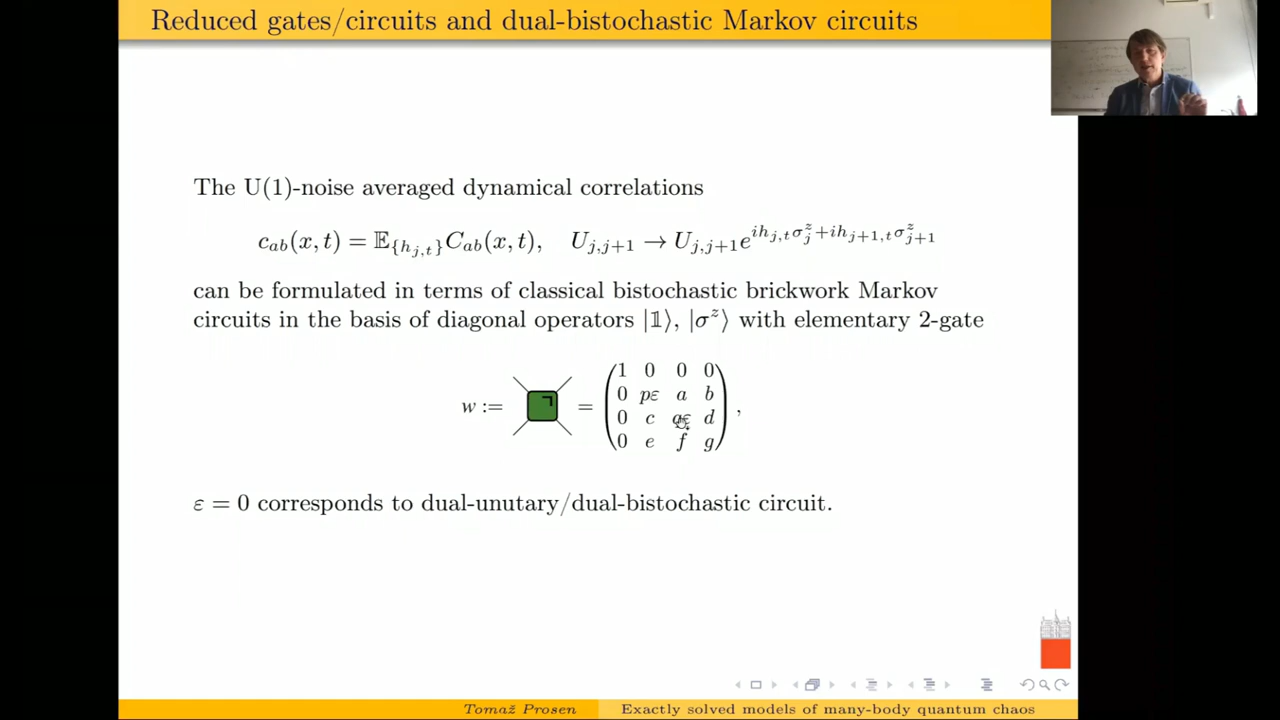 Reduced gates/circuits and dual-bistochastic Markov circuits
The U(1)-noise averaged dynamical correlations
c_{ab}(x, t) = 𝔼_{\{h_{j,t}\}} C_{ab}(x, t), U_{j,j+1} → U_{j,j+1} e^{ih_{j,t}σ^z_j + ih_{j+1,t}σ^z_{j+1}}
can be formulated in terms of classical bistochastic brickwork Markov
circuits in the basis of diagonal operators |𝟙⟩, |σ^z⟩ with elementary 2-gate
1 0 0 0
0 pε a b
w := = 0 c qε d ,
0 e f g
ε = 0 corresponds to dual-unutary/dual-bistochastic circuit.
Tomaž Prosen Exactly solved models of many-body quantum chaos